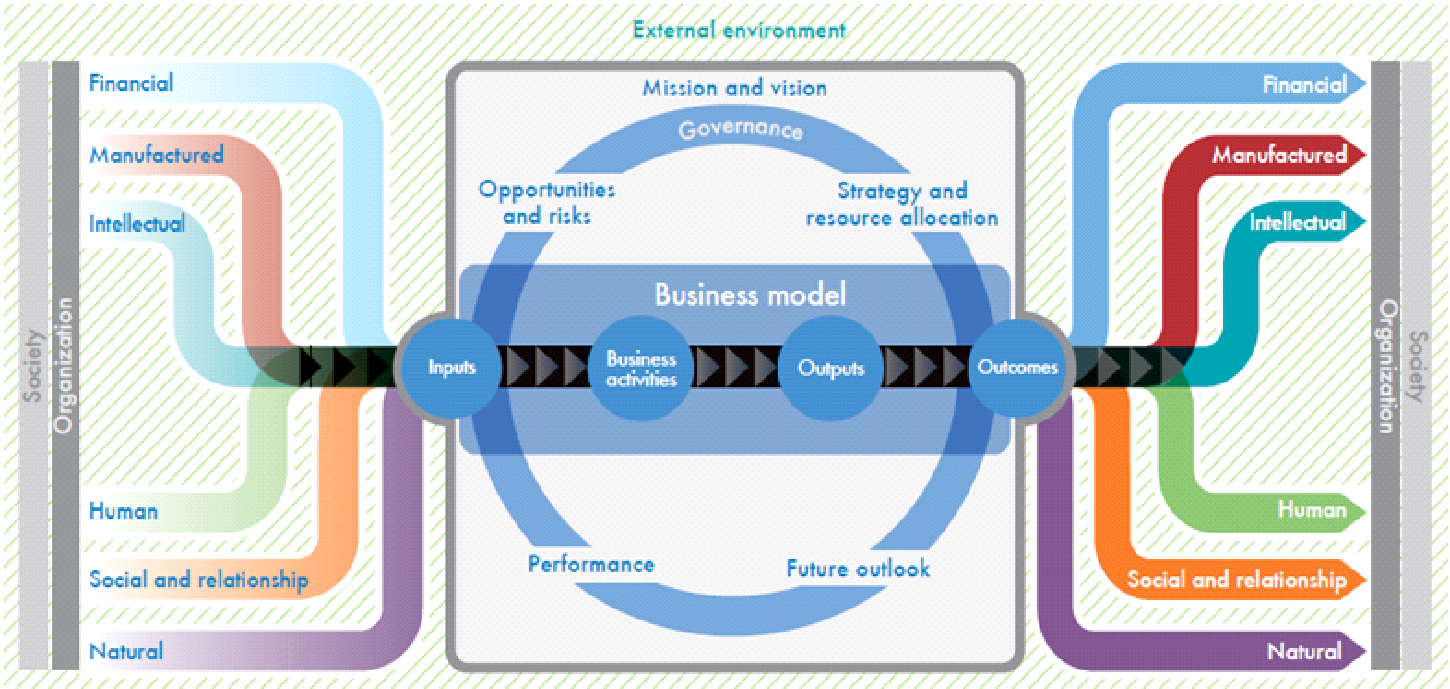 External environment
Society
Organization
Financial
Manufactured
Intellectual
Human
Social and relationship
Natural
Mission and vision
Governance
Opportunities
and risks
Strategy and
resource allocation
Business model
Inputs
Business
activities
Outputs
Outcomes
Performance
Future outlook
Financial
Manufactured
Intellectual
Human
Social and relationship
Natural
Organization
Society